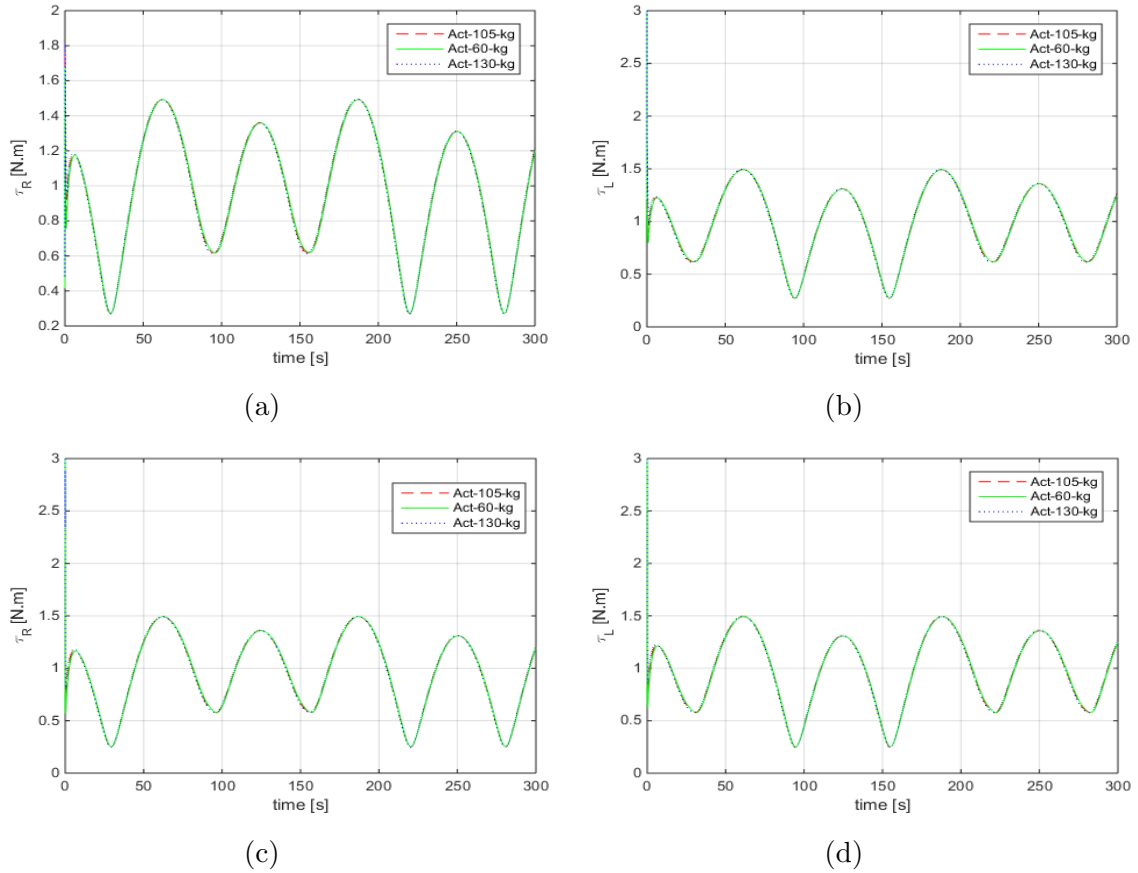 2
1.8
1.6
1.4
1.2
1
0.8
0.6
0.4
0.2
τ_R [N.m]
Act-105-kg
Act-60-kg
Act-130-kg
0 50 100 150 200 250 300
time [s]
(a)
3
2.5
2
1.5
1
0.5
0
τ_L [N.m]
Act-105-kg
Act-60-kg
Act-130-kg
0 50 100 150 200 250 300
time [s]
(b)
3
2.5
2
1.5
1
0.5
0
τ_R [N.m]
Act-105-kg
Act-60-kg
Act-130-kg
0 50 100 150 200 250 300
time [s]
(c)
3
2.5
2
1.5
1
0.5
0
τ_L [N.m]
Act-105-kg
Act-60-kg
Act-130-kg
0 50 100 150 200 250 300
time [s]
(d)